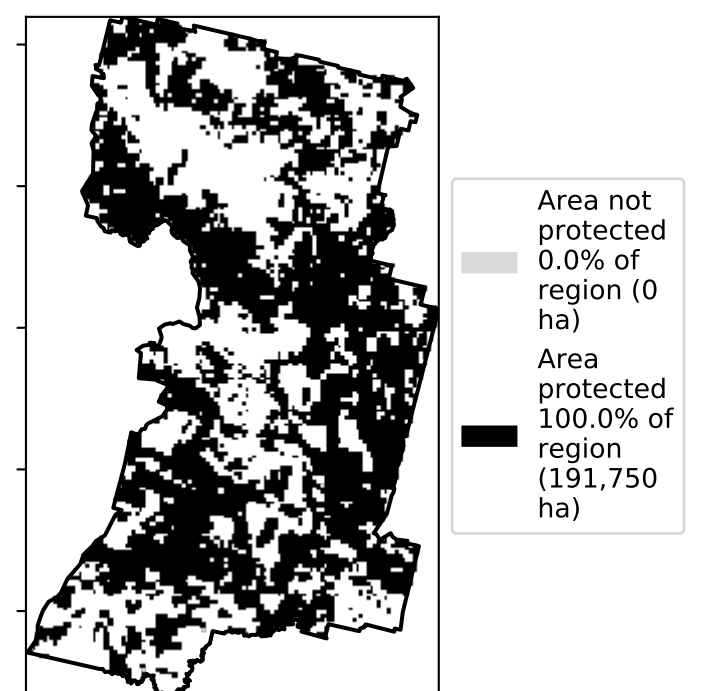 Area not
protected
0.0% of
region (0
ha)
Area
protected
100.0% of
region
(191,750
ha)